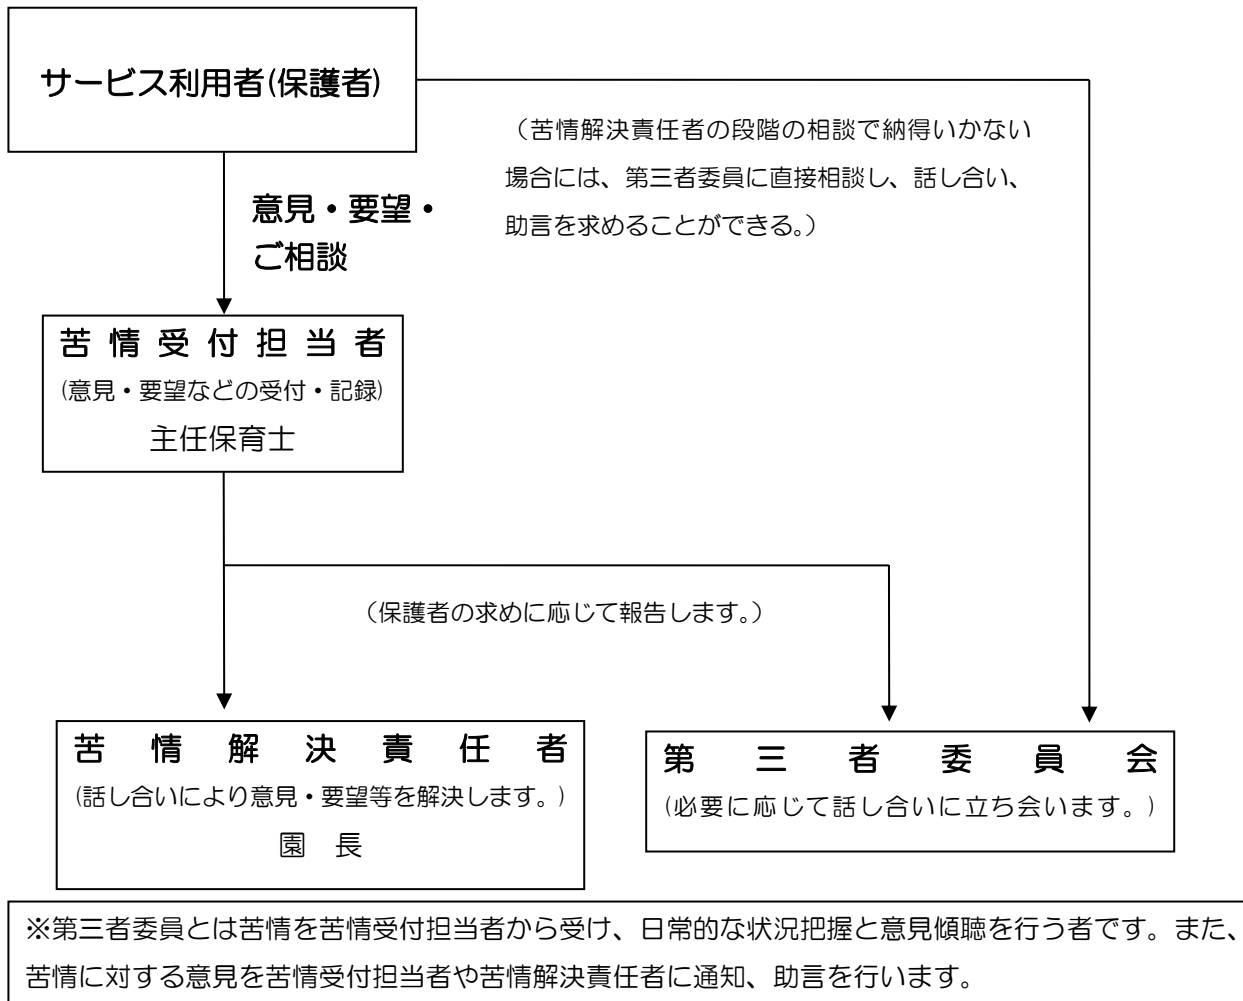 サービス利用者(保護者)
（苦情解決責任者の段階の相談で納得いかない
場合には、第三者委員に直接相談し、話し合い、
助言を求めることができる。）
意見・要望・
ご相談
苦情受付担当者
(意見・要望などの受付・記録)
主任保育士
（保護者の求めに応じて報告します。）
苦情解決責任者
(話し合いにより意見・要望等を解決します。)
園　長
第三者委員会
(必要に応じて話し合いに立ち会います。)
※第三者委員とは苦情を苦情受付担当者から受け、日常的な状況把握と意見傾聴を行う者です。また、
苦情に対する意見を苦情受付担当者や苦情解決責任者に通知、助言を行います。